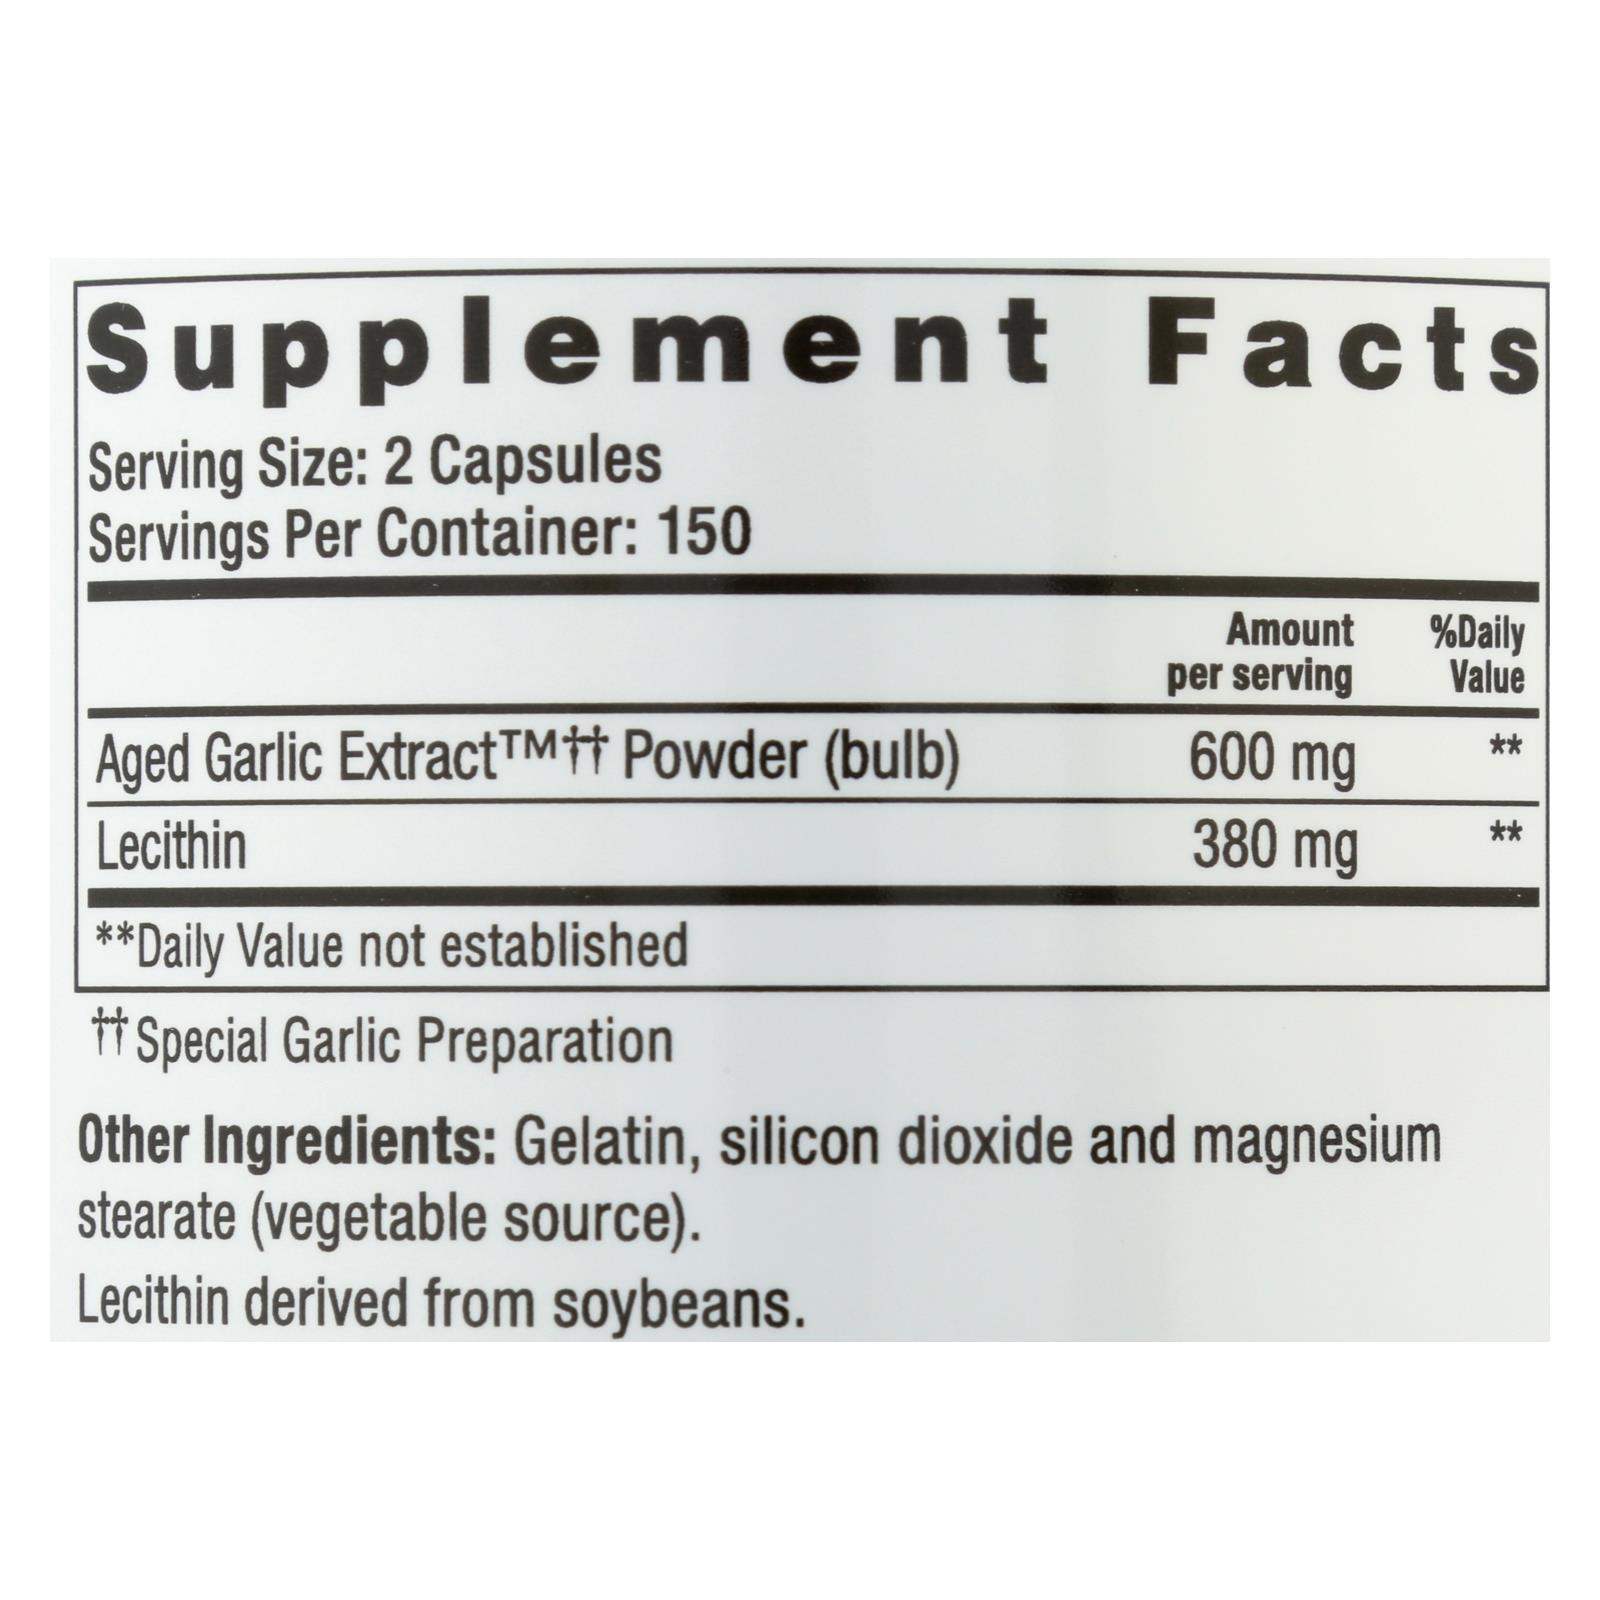 Supplement Facts
Serving Size: 2 Capsules
Servings Per Container: 150
Amount per serving %Daily Value
Aged Garlic Extract™†† Powder (bulb) 600 mg **
Lecithin 380 mg **
**Daily Value not established
††Special Garlic Preparation
Other Ingredients: Gelatin, silicon dioxide and magnesium
stearate (vegetable source).
Lecithin derived from soybeans.